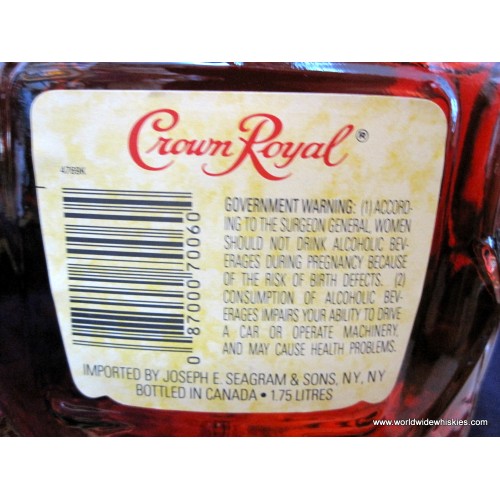 Crown Royal®
4789K
0 87000 70060
GOVERNMENT WARNING: (1) ACCORD-
ING TO THE SURGEON GENERAL, WOMEN
SHOULD NOT DRINK ALCOHOLIC BEV-
ERAGES DURING PREGNANCY BECAUSE
OF THE RISK OF BIRTH DEFECTS. (2)
CONSUMPTION OF ALCOHOLIC BEV-
ERAGES IMPAIRS YOUR ABILITY TO DRIVE
A CAR OR OPERATE MACHINERY,
AND MAY CAUSE HEALTH PROBLEMS.
IMPORTED BY JOSEPH E. SEAGRAM & SONS, NY, NY
BOTTLED IN CANADA • 1.75 LITRES
www.worldwidewhiskies.com